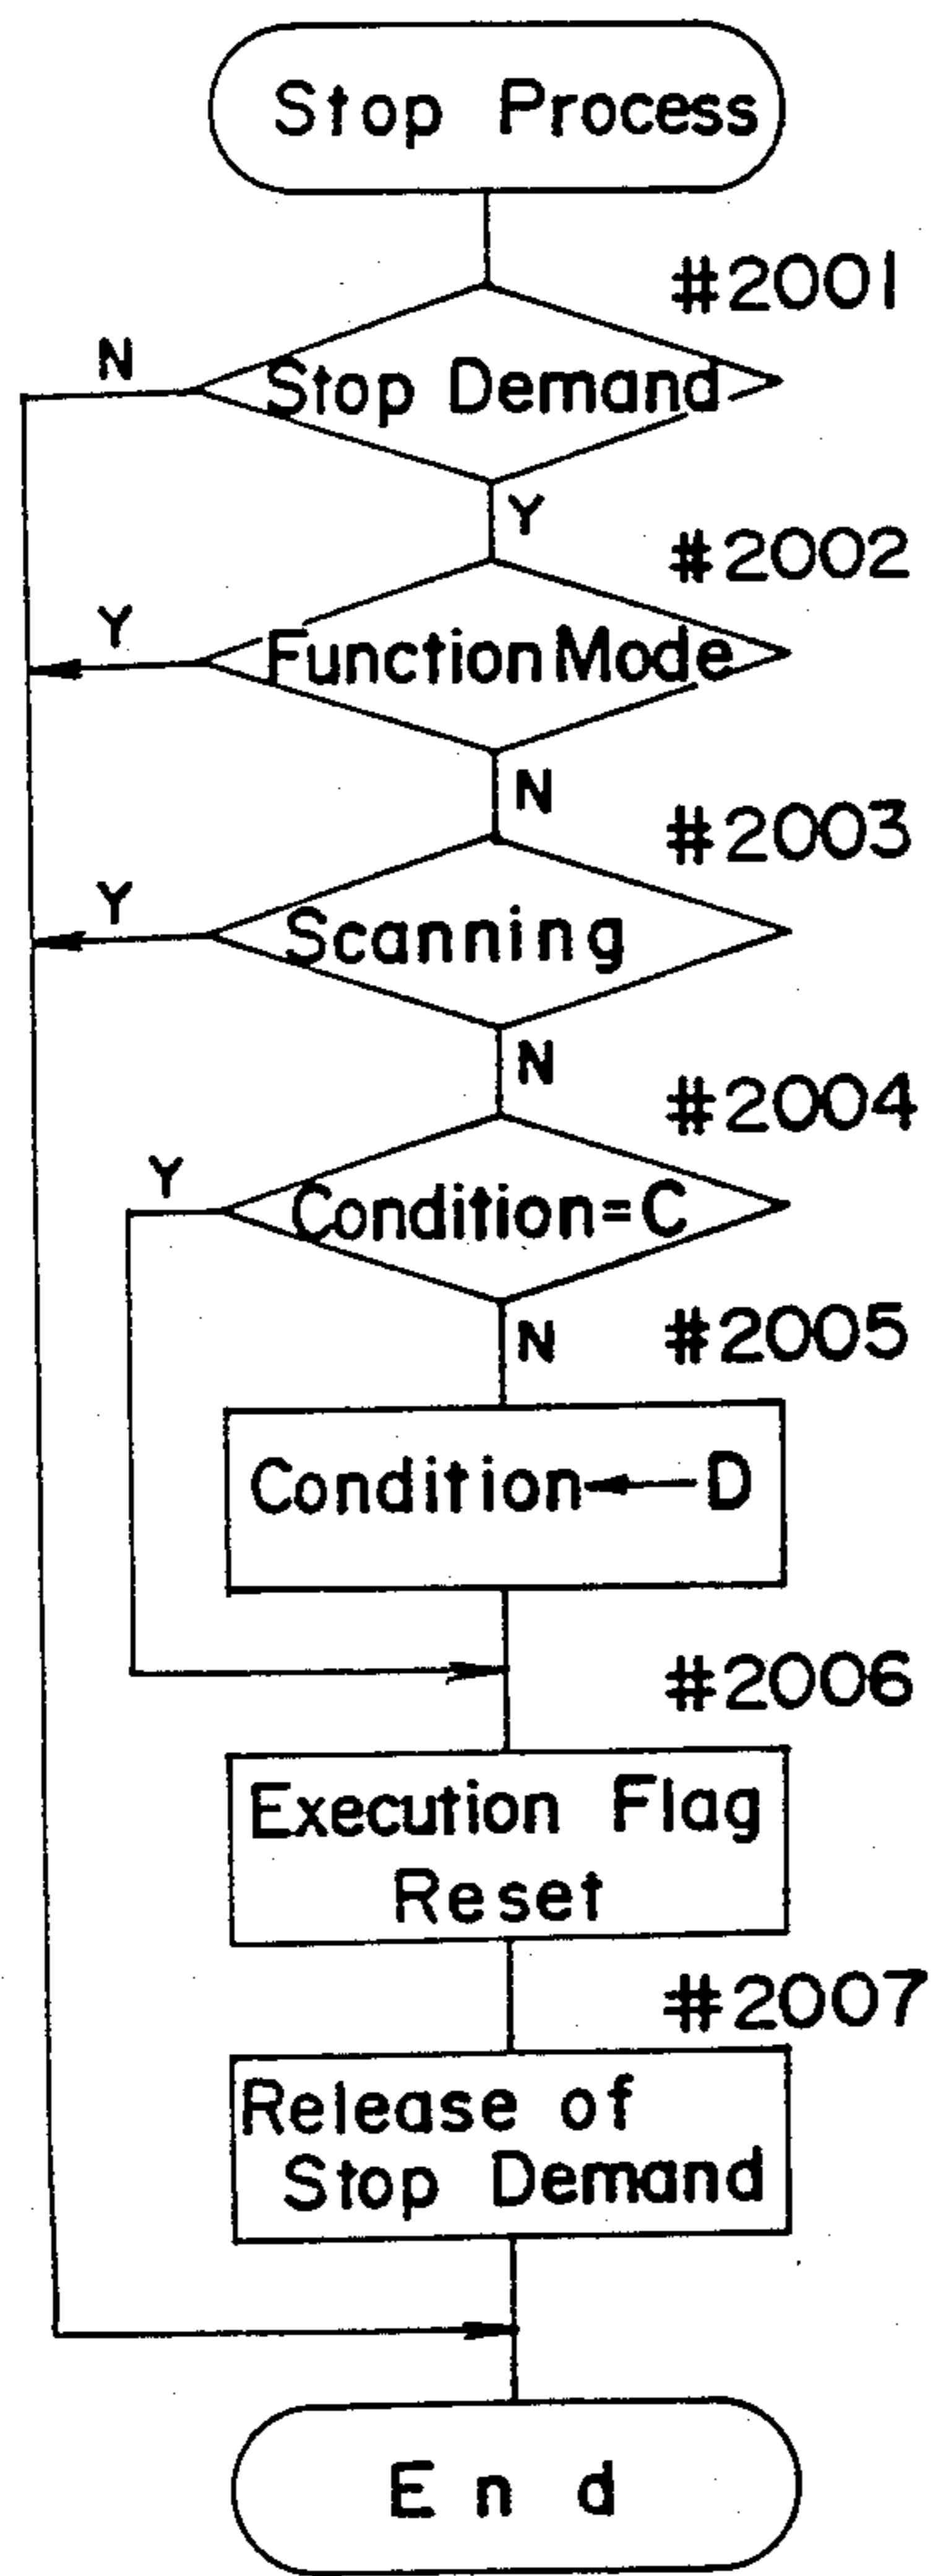 Stop Process
#2001
N
Stop Demand
Y
#2002
Y
Function Mode
N
#2003
Y
Scanning
N
#2004
Y
Condition=C
N
#2005
Condition←D
#2006
Execution Flag
Reset
#2007
Release of
Stop Demand
End